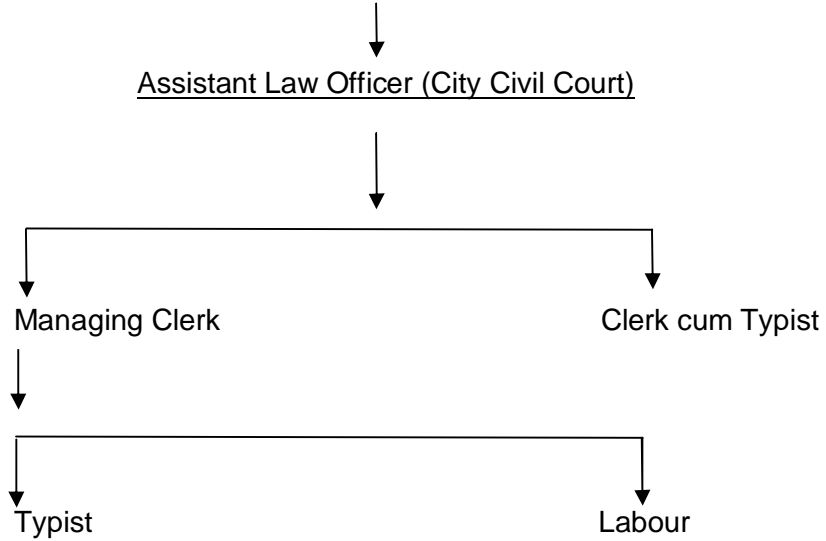 Assistant Law Officer (City Civil Court)
Managing Clerk Clerk cum Typist
Typist Labour